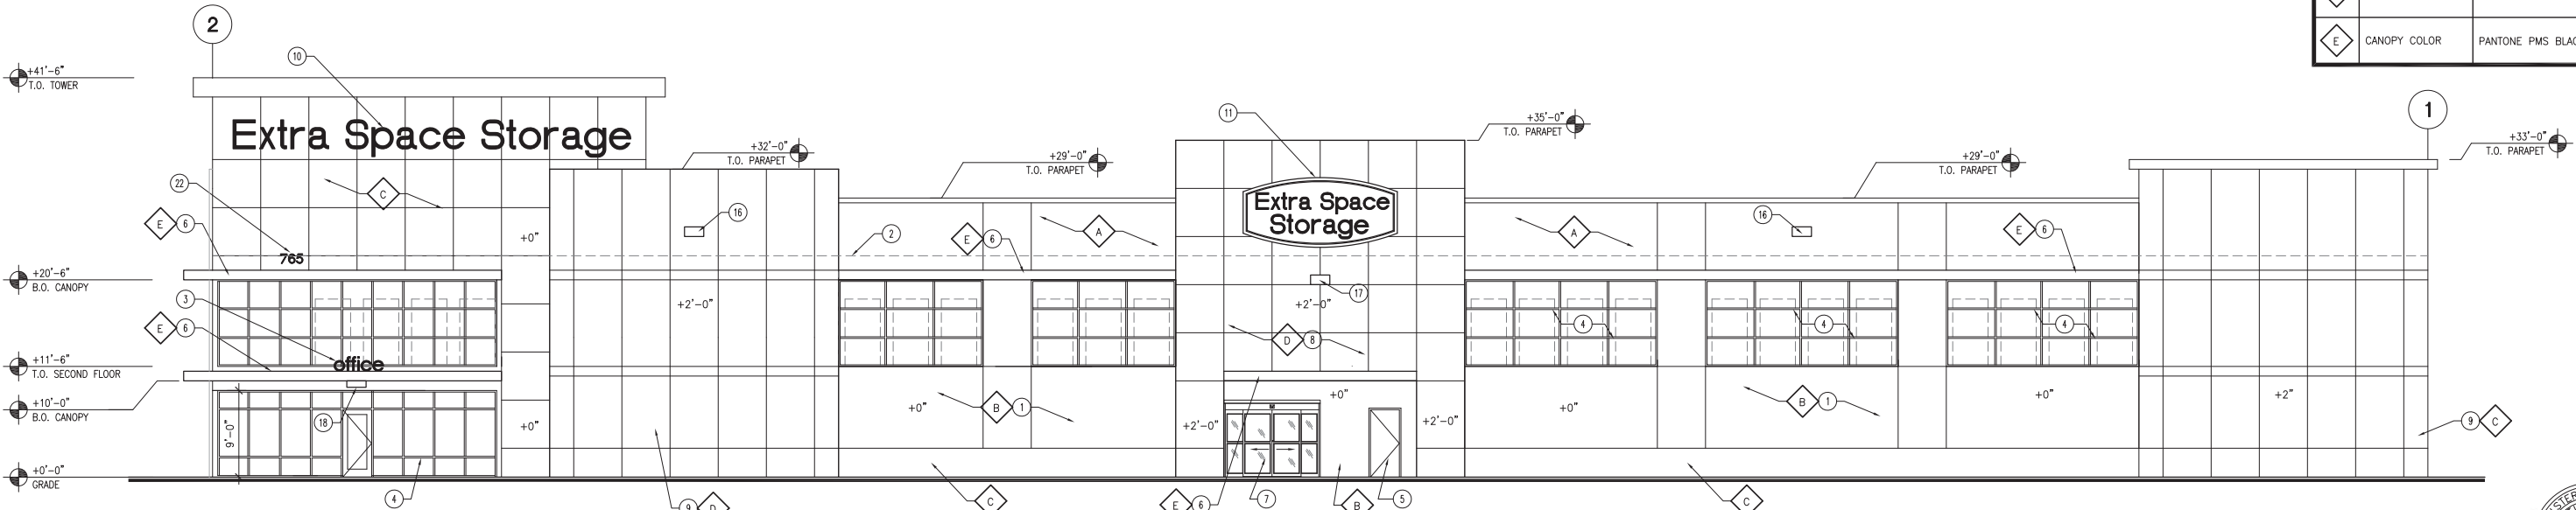 2
10
+41'-6"
T.O. TOWER
E
CANOPY COLOR
PANTONE PMS
1
11
+35'-0"
T.O. PARAPET
+33'-0"
T.O. PARAPET
Extra Space Storage
+32'-0"
T.O. PARAPET
+29'-0"
T.O. PARAPET
+29'-0"
T.O. PARAPET
22
C
Extra Space
Storage
E
6
16
2
E
6
A
A
16
E
6
+0"
765
+20'-6"
B.O. CANOPY
3
+2'-0"
17
+2'-0"
E
6
4
4
4
D
8
+11'-6"
T.O. SECOND FLOOR
office
+10'-0"
B.O. CANOPY
9'-0"
18
+0"
+0"
B
1
+2'-0"
+0"
+2'-0"
+0"
B
1
+0"
+2"
9
C
+0'-0"
GRADE
4
9
D
C
E
6
7
B
5
C